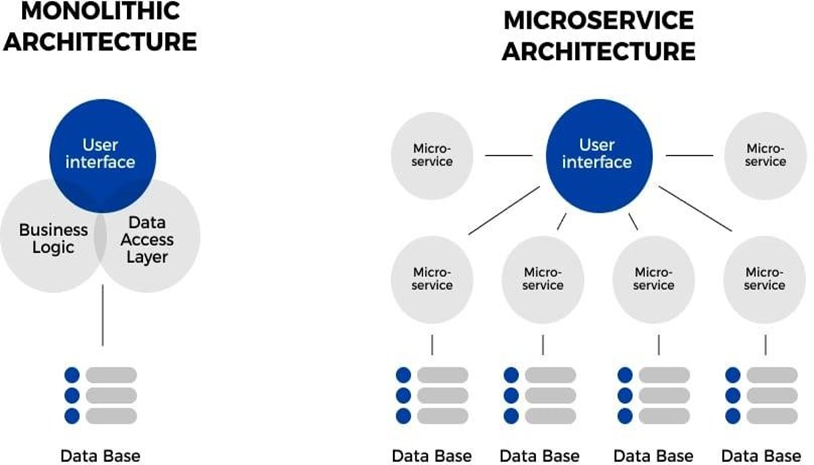 MONOLITHIC
ARCHITECTURE
User
interface
Business
Logic
Data
Access
Layer
Data Base
MICROSERVICE
ARCHITECTURE
Micro-
service
User
interface
Micro-
service
Micro-
service
Micro-
service
Micro-
service
Micro-
service
Data Base
Data Base
Data Base
Data Base